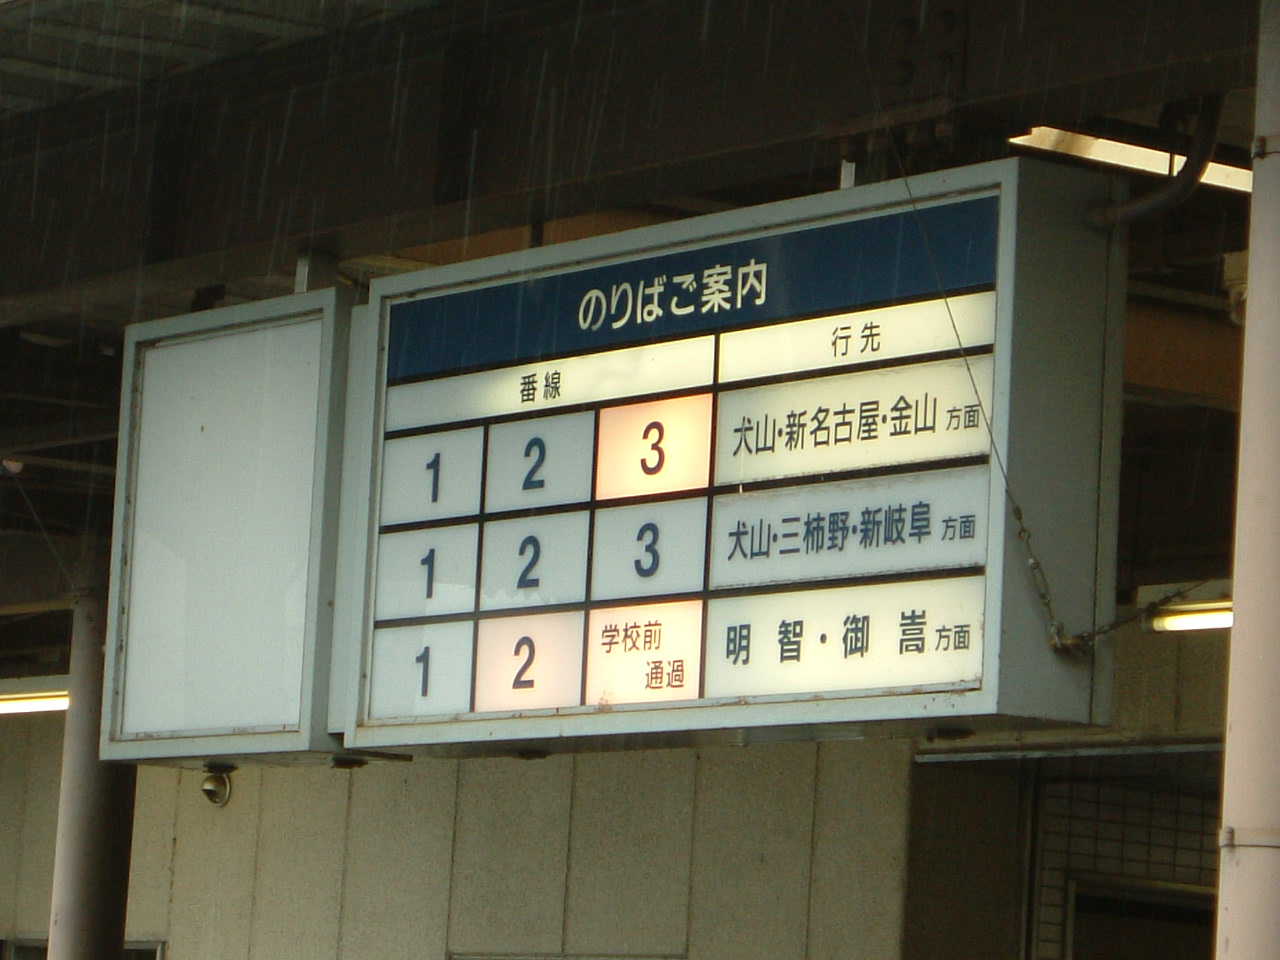 のりばご案内
番線 行先
1 2 3 犬山・新名古屋・金山 方面
1 2 3 犬山・三柿野・新岐阜 方面
1 2 学校前 通過 明智・御嵩 方面